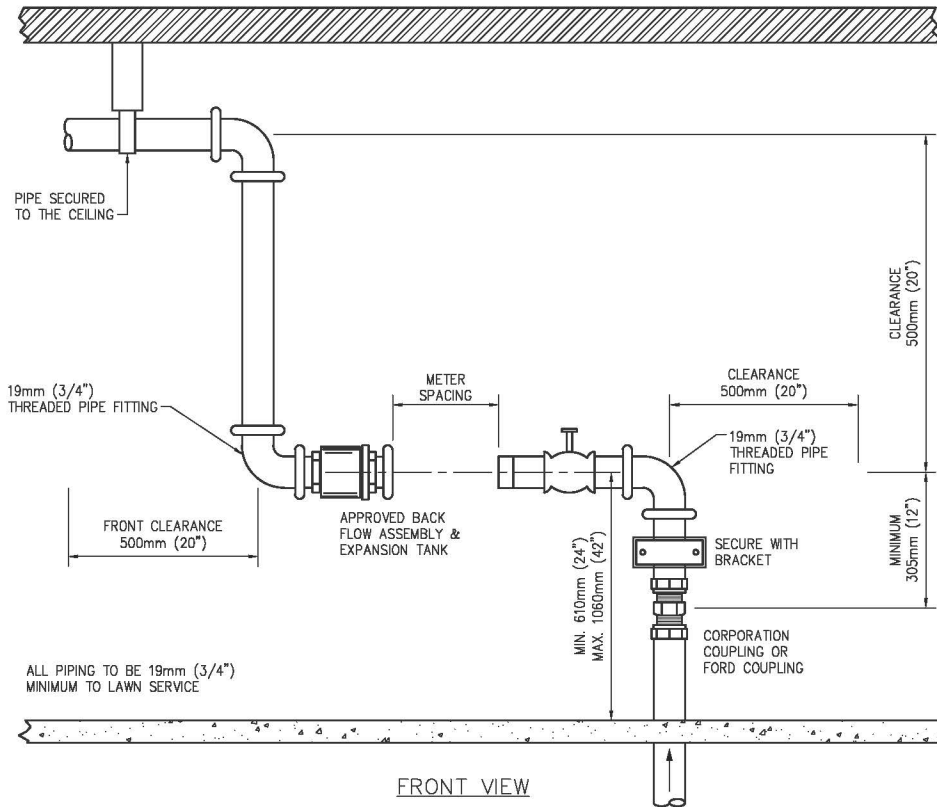 PIPE SECURED
TO THE CEILING
CLEARANCE
500mm (20")
19mm (3/4")
THREADED PIPE FITTING
METER
SPACING
CLEARANCE
500mm (20")
19mm (3/4")
THREADED PIPE
FITTING
FRONT CLEARANCE
500mm (20")
APPROVED BACK
FLOW ASSEMBLY &
EXPANSION TANK
MIN. 610mm (24")
MAX. 1060mm (42")
SECURE WITH
BRACKET
MINIMUM
305mm (12")
CORPORATION
COUPLING OR
FORD COUPLING
ALL PIPING TO BE 19mm (3/4")
MINIMUM TO LAWN SERVICE
FRONT VIEW